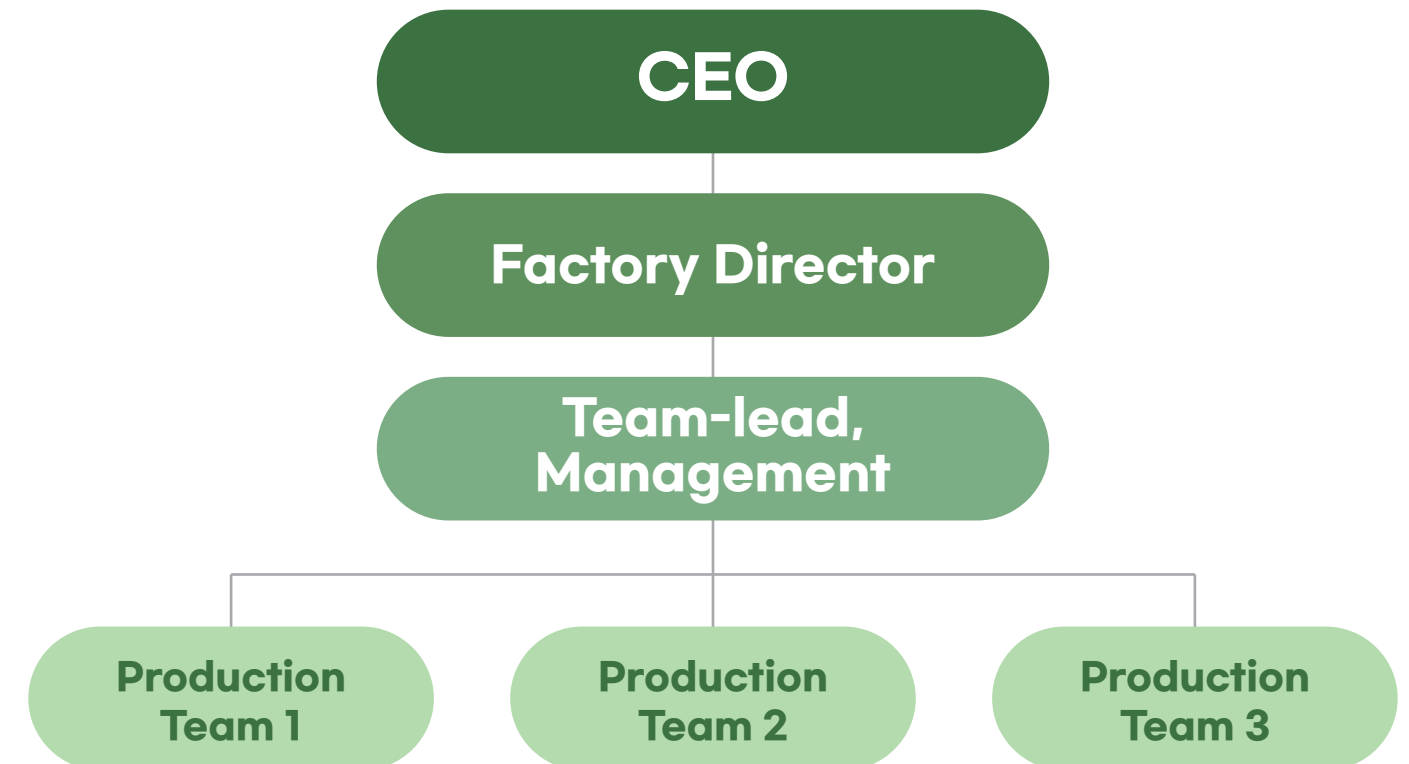 CEO
Factory Director
Team-lead,
Management
Production
Team 1
Production
Team 2
Production
Team 3